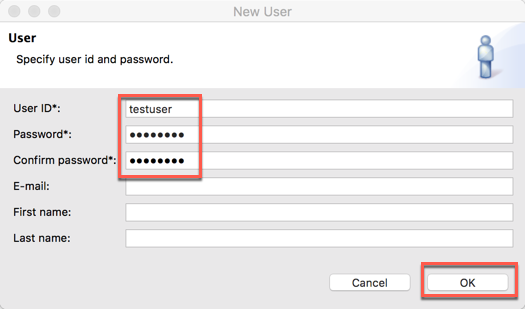 New User
User
Specify user id and password.
User ID*: testuser
Password*: ●●●●●●●●
Confirm password*: ●●●●●●●●
E-mail:
First name:
Last name:
Cancel OK